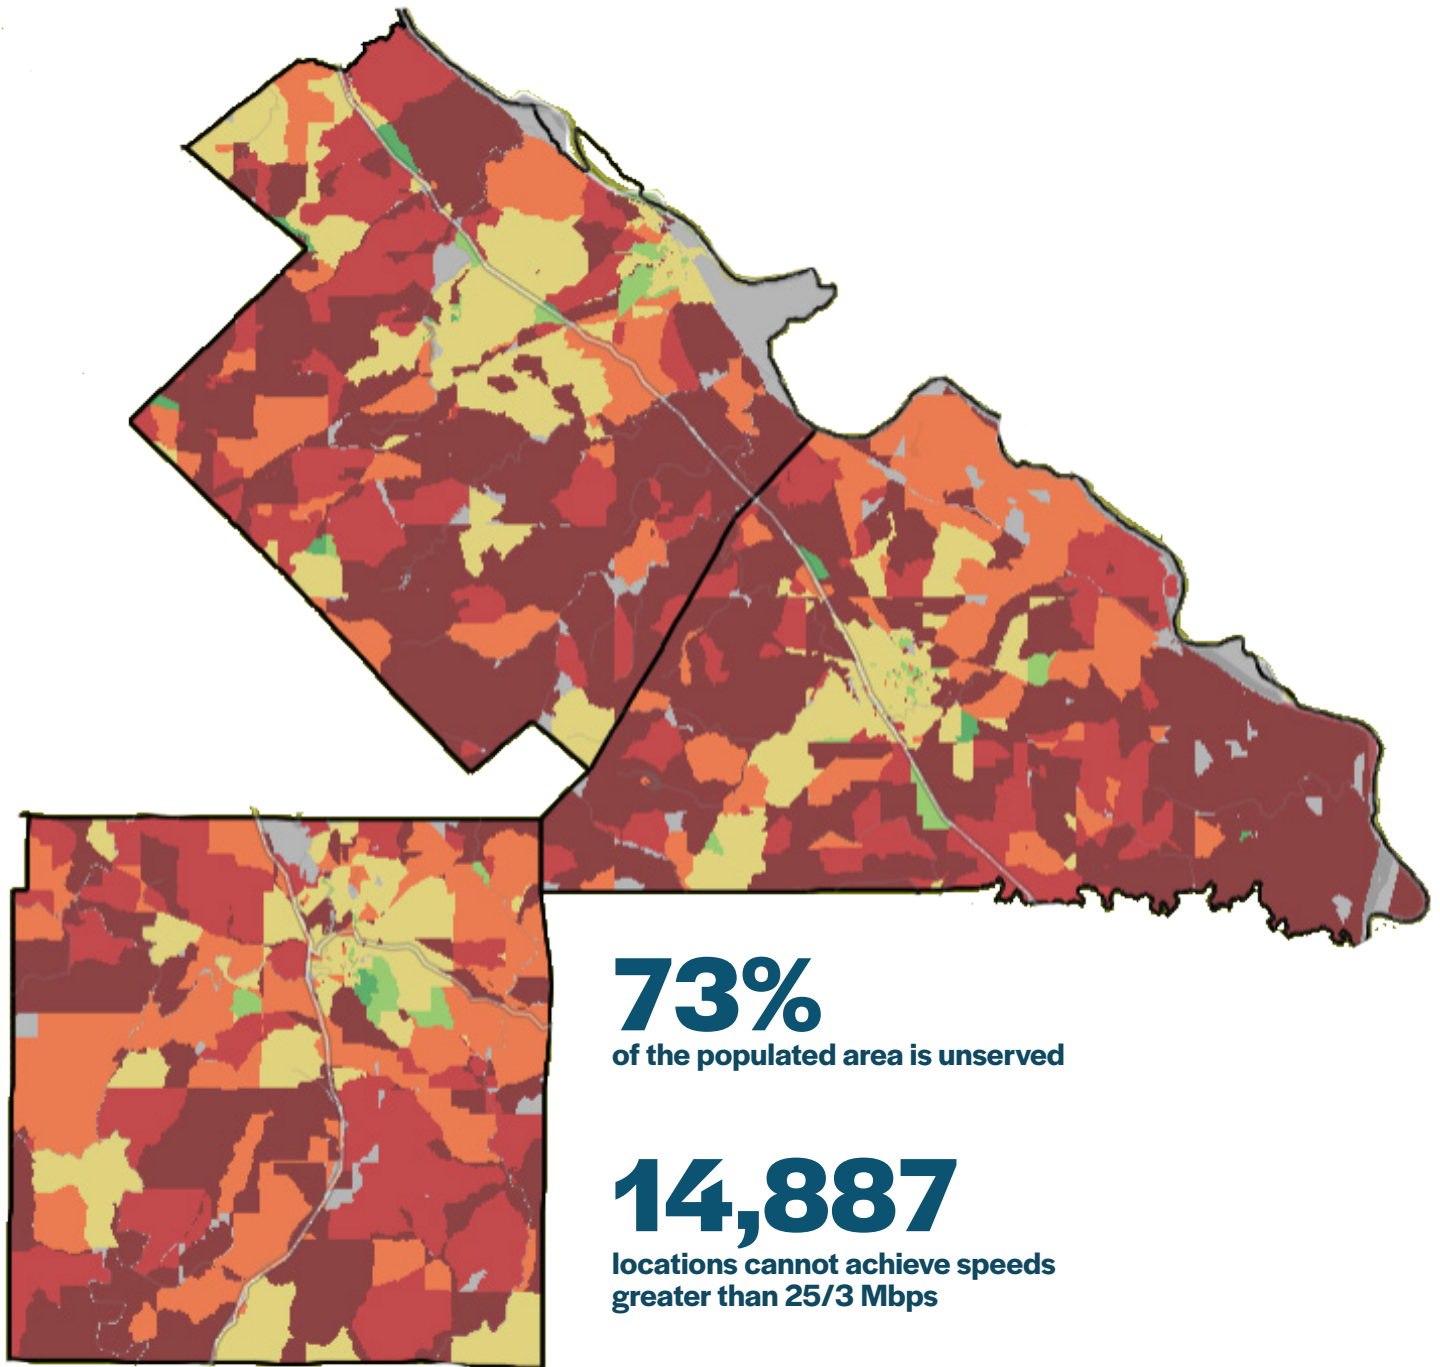 73%
of the populated area is unserved
14,887
locations cannot achieve speeds
greater than 25/3 Mbps